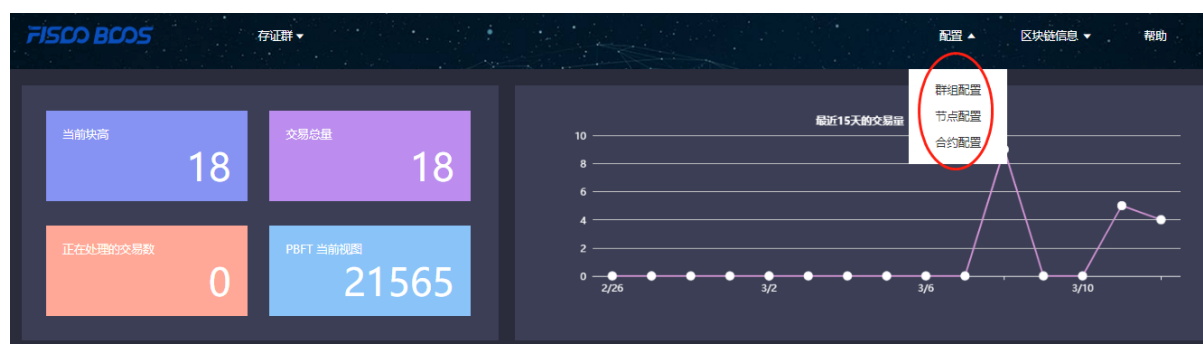 FISCO BCOS 存证群 配置 区块链信息 帮助
群组配置
节点配置
合约配置
当前块高
18
交易总量
18
正在处理的交易数
0
PBFT 当前视图
21565
最近15天的交易量
10
8
6
4
2
0
2/26 3/2 3/6 3/10